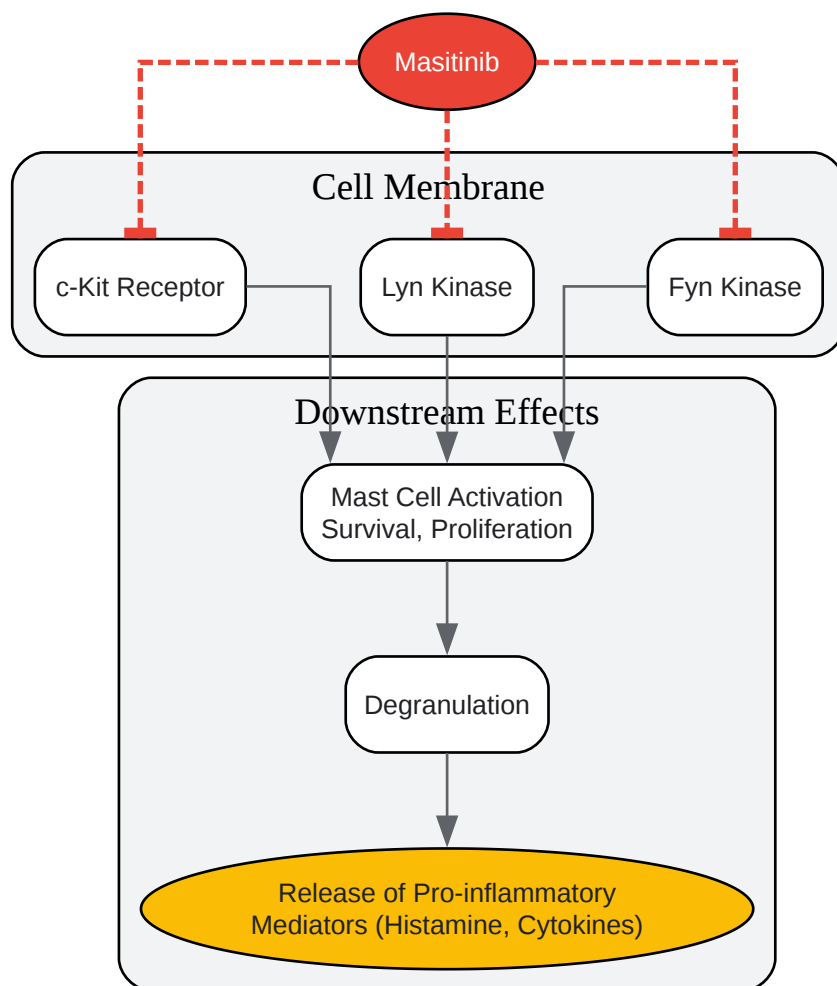 Masitinib
Cell Membrane
c-Kit Receptor
Lyn Kinase
Fyn Kinase
Downstream Effects
Mast Cell Activation
Survival, Proliferation
Degranulation
Release of Pro-inflammatory
Mediators (Histamine, Cytokines)